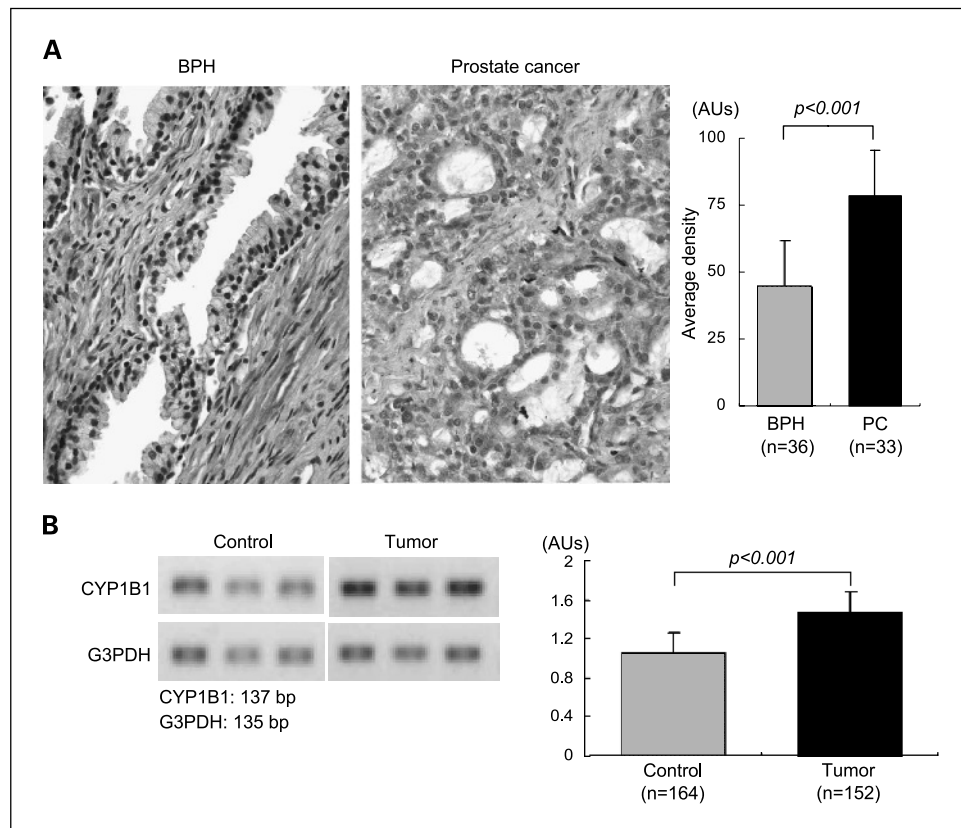 A
BPH
Prostate cancer
(AUs)
p<0.001
100
75
50
25
0
Average density
BPH
(n=36)
PC
(n=33)
B
Control
Tumor
CYP1B1
G3PDH
CYP1B1: 137 bp
G3PDH: 135 bp
(AUs)
p<0.001
2
1.6
1.2
0.8
0.4
0
Control
(n=164)
Tumor
(n=152)